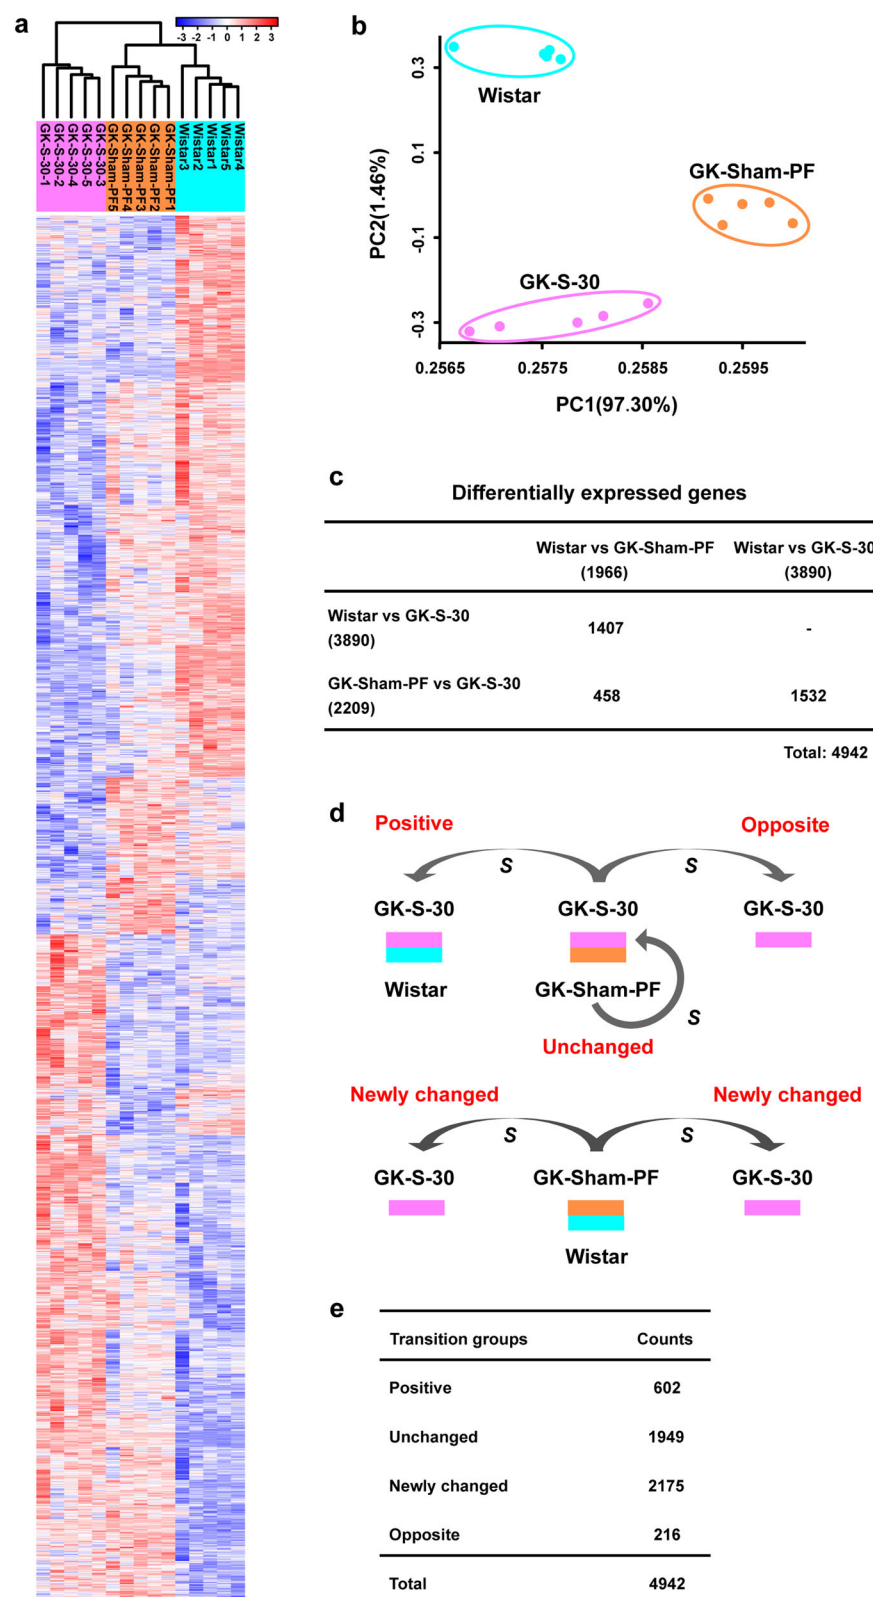 a
-3 -2 -1 0 1 2 3
GK-S-30-1
GK-S-30-2
GK-S-30-4
GK-S-30-5
GK-S-30-3
GK-Sham-PF5
GK-Sham-PF4
GK-Sham-PF3
GK-Sham-PF2
GK-Sham-PF1
Wistar3
Wistar2
Wistar1
Wistar5
Wistar4
b
PC2(1.46%)
0.3
0.1
-0.1
-0.3
Wistar
GK-Sham-PF
GK-S-30
0.2565 0.2575 0.2585 0.2595
PC1(97.30%)
c
Differentially expressed genes
Wistar vs GK-Sham-PF Wistar vs GK-S-30
(1966) (3890)
Wistar vs GK-S-30
(3890) 1407 -
GK-Sham-PF vs GK-S-30
(2209) 458 1532
Total: 4942
d
Positive Opposite
S S
GK-S-30 GK-S-30 GK-S-30
Wistar GK-Sham-PF
S
Unchanged
Newly changed Newly changed
S S
GK-S-30 GK-Sham-PF GK-S-30
Wistar
e
Transition groups Counts
Positive 602
Unchanged 1949
Newly changed 2175
Opposite 216
Total 4942